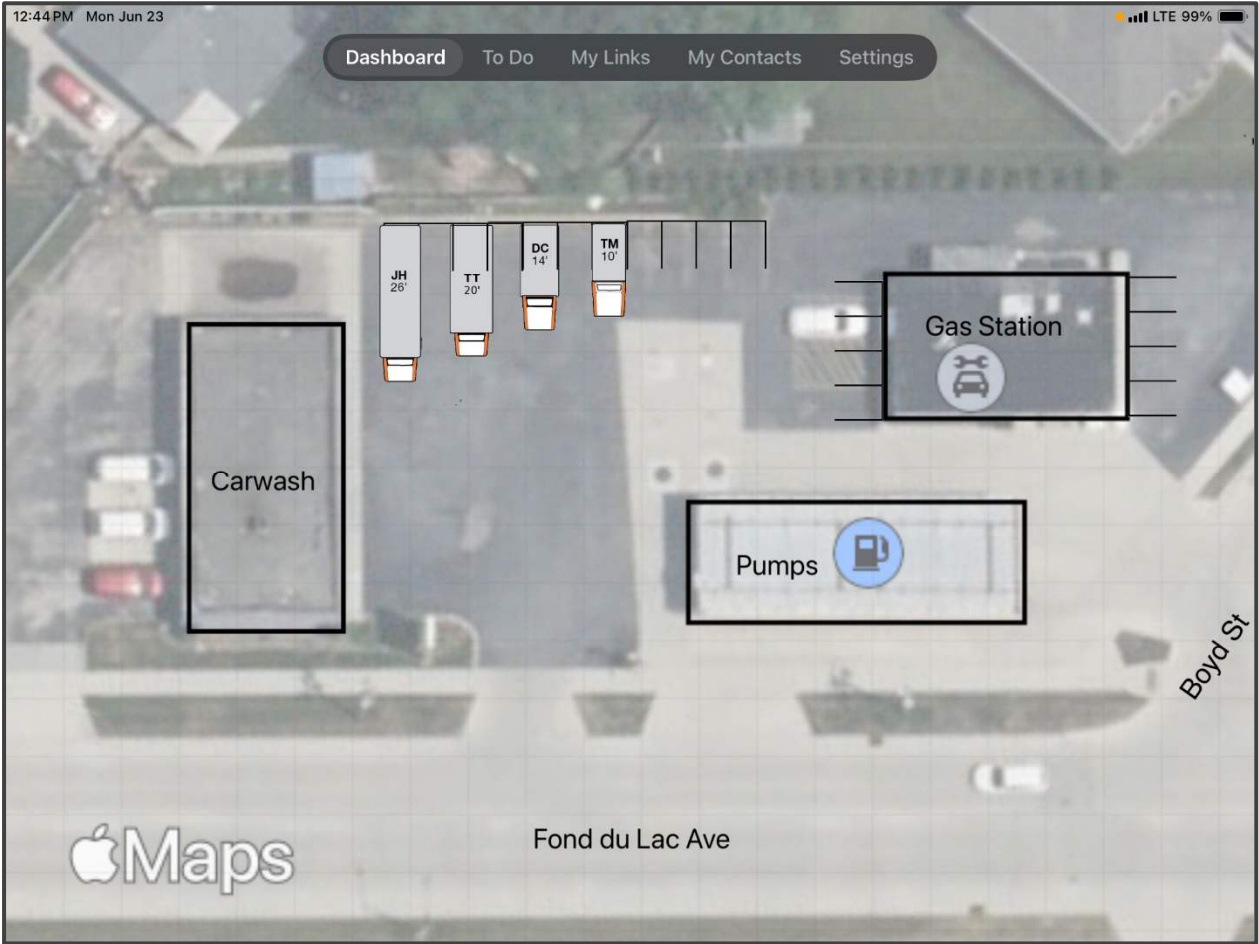 12:44 PM Mon Jun 23
LTE 99%
Dashboard To Do My Links My Contacts Settings
JH
26'
TT
20'
DC
14'
TM
10'
Gas Station
Carwash
Pumps
Boyd St
Fond du Lac Ave
Maps